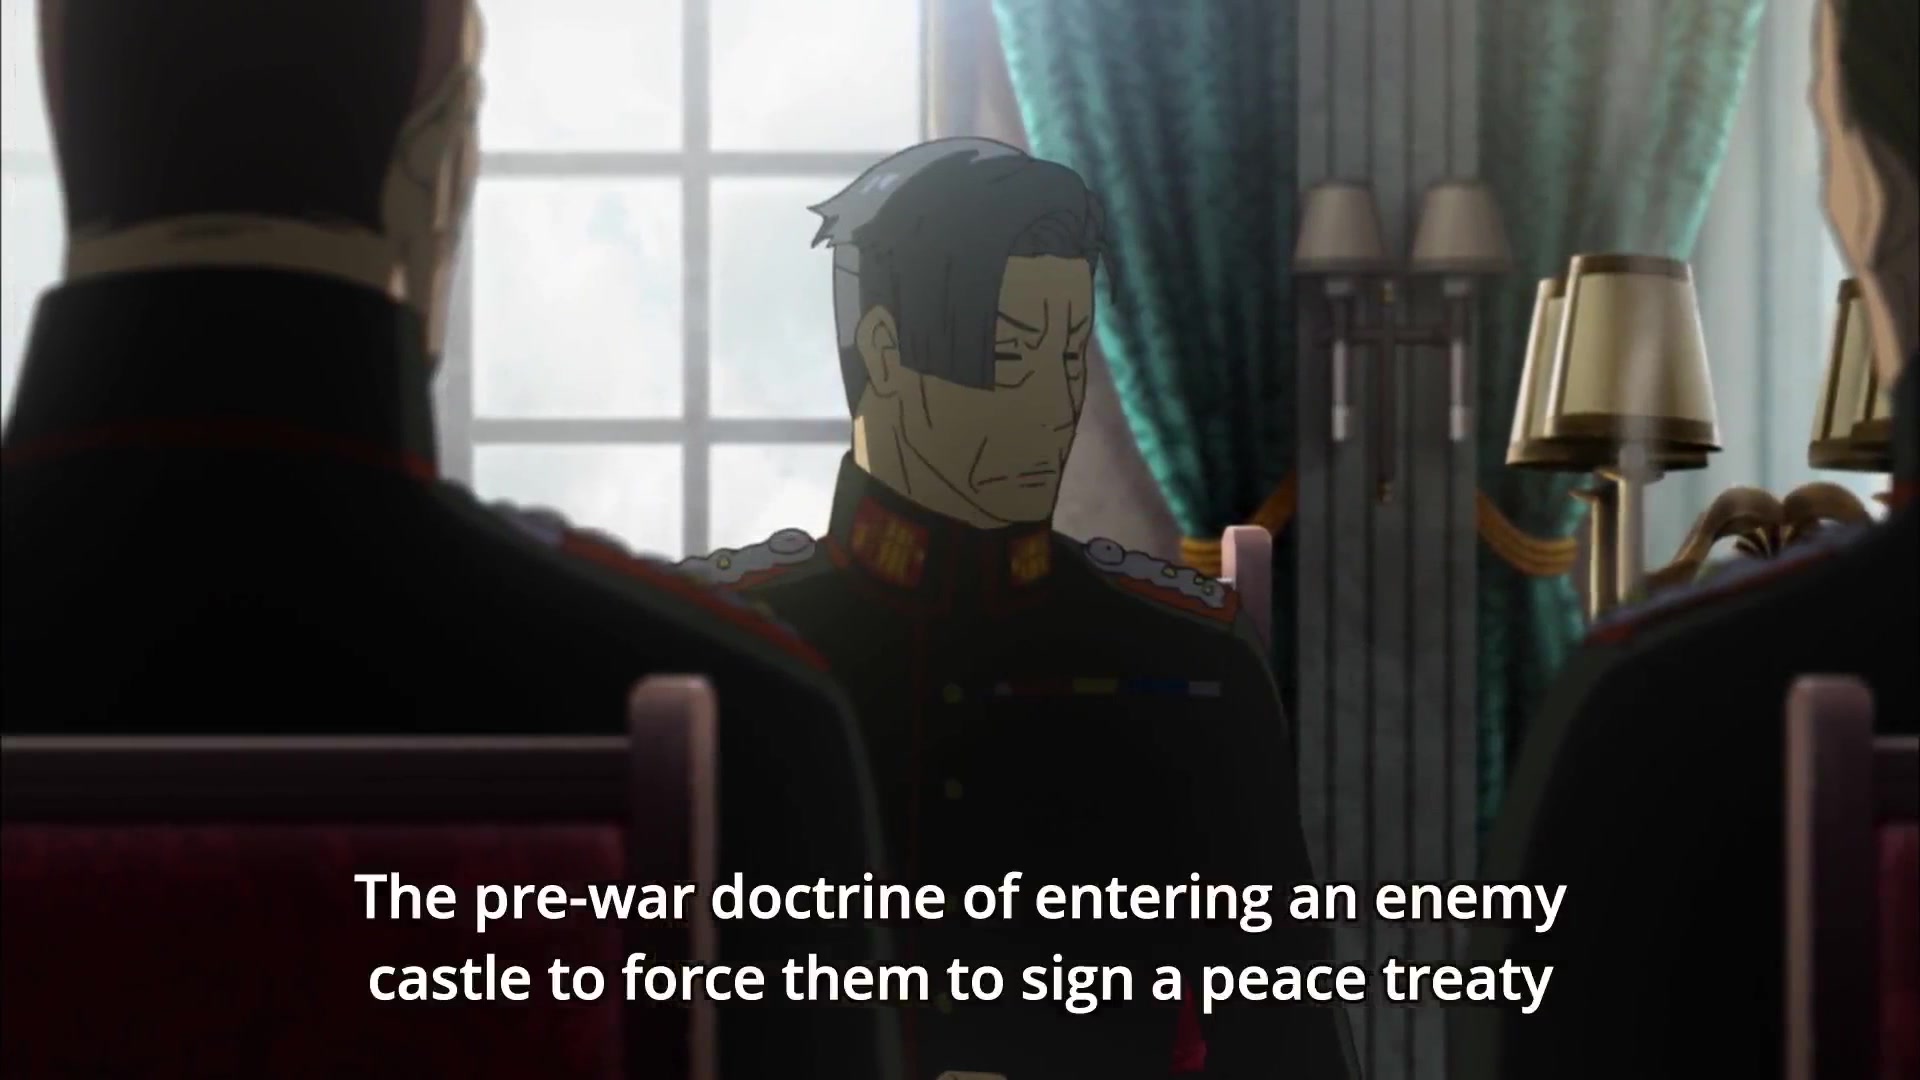 The pre-war doctrine of entering an enemy
castle to force them to sign a peace treaty